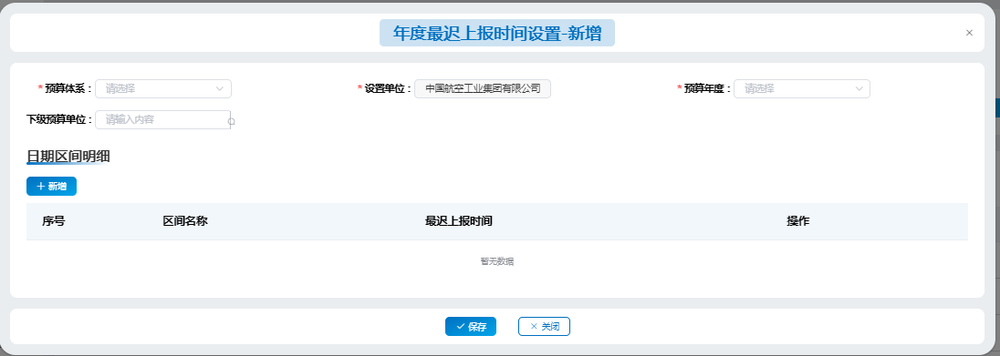 年度最迟上报时间设置-新增
* 预算体系： 请选择 * 设置单位： 中国航空工业集团有限公司 * 预算年度： 请选择
下级预算单位： 请输入内容
日期区间明细
+ 新增
序号 区间名称 最迟上报时间 操作
暂无数据
保存 关闭